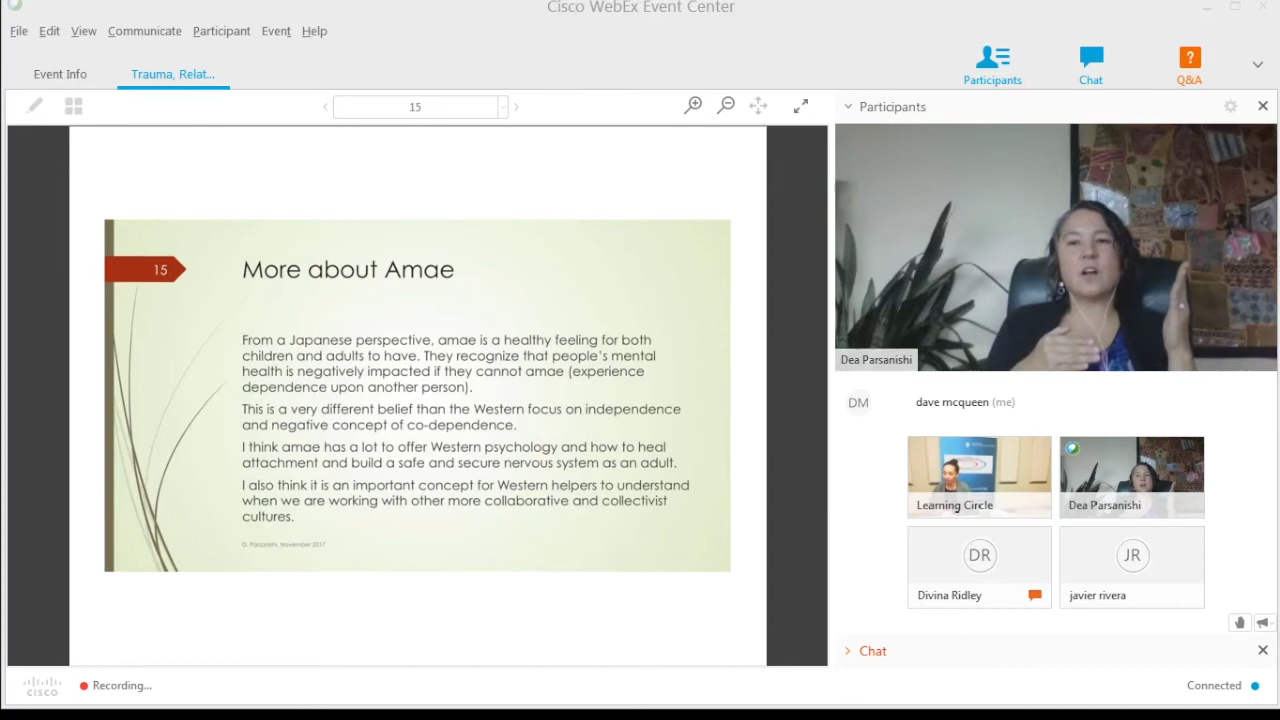 Cisco WebEx Event Center
File Edit View Communicate Participant Event Help
Event Info Trauma, Relat...
Participants Chat Q&A
15
Participants
15
More about Amae
From a Japanese perspective, amae is a healthy feeling for both
children and adults to have. They recognize that people's mental
health is negatively impacted if they cannot amae (experience
dependence upon another person).
This is a very different belief than the Western focus on independence
and negative concept of co-dependence.
I think amae has a lot to offer Western psychology and how to heal
attachment and build a safe and secure nervous system as an adult.
I also think it is an important concept for Western helpers to understand
when we are working with other more collaborative and collectivist
cultures.
D. Parsanishi, November 2017
Dea Parsanishi
DM dave mcqueen (me)
Learning Circle
Dea Parsanishi
DR
Divina Ridley
JR
javier rivera
Chat
cisco
Recording...
Connected